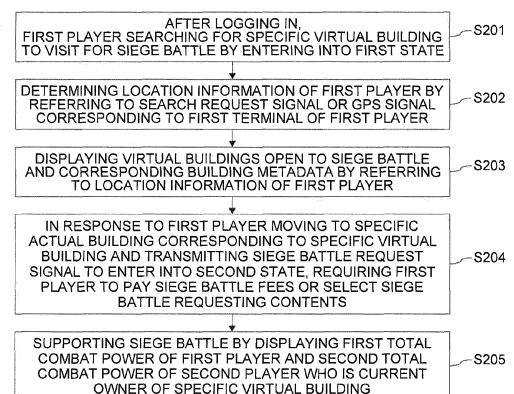 AFTER LOGGING IN,
FIRST PLAYER SEARCHING FOR SPECIFIC VIRTUAL BUILDING
TO VISIT FOR SIEGE BATTLE BY ENTERING INTO FIRST STATE
S201
DETERMINING LOCATION INFORMATION OF FIRST PLAYER BY
REFERRING TO SEARCH REQUEST SIGNAL OR GPS SIGNAL
CORRESPONDING TO FIRST TERMINAL OF FIRST PLAYER
S202
DISPLAYING VIRTUAL BUILDINGS OPEN TO SIEGE BATTLE
AND CORRESPONDING BUILDING METADATA BY REFERRING
TO LOCATION INFORMATION OF FIRST PLAYER
S203
IN RESPONSE TO FIRST PLAYER MOVING TO SPECIFIC
ACTUAL BUILDING CORRESPONDING TO SPECIFIC VIRTUAL
BUILDING AND TRANSMITTING SIEGE BATTLE REQUEST
SIGNAL TO ENTER INTO SECOND STATE, REQUIRING FIRST
PLAYER TO PAY SIEGE BATTLE FEES OR SELECT SIEGE
BATTLE REQUESTING CONTENTS
S204
SUPPORTING SIEGE BATTLE BY DISPLAYING FIRST TOTAL
COMBAT POWER OF FIRST PLAYER AND SECOND TOTAL
COMBAT POWER OF SECOND PLAYER WHO IS CURRENT
OWNER OF SPECIFIC VIRTUAL BUILDING
S205